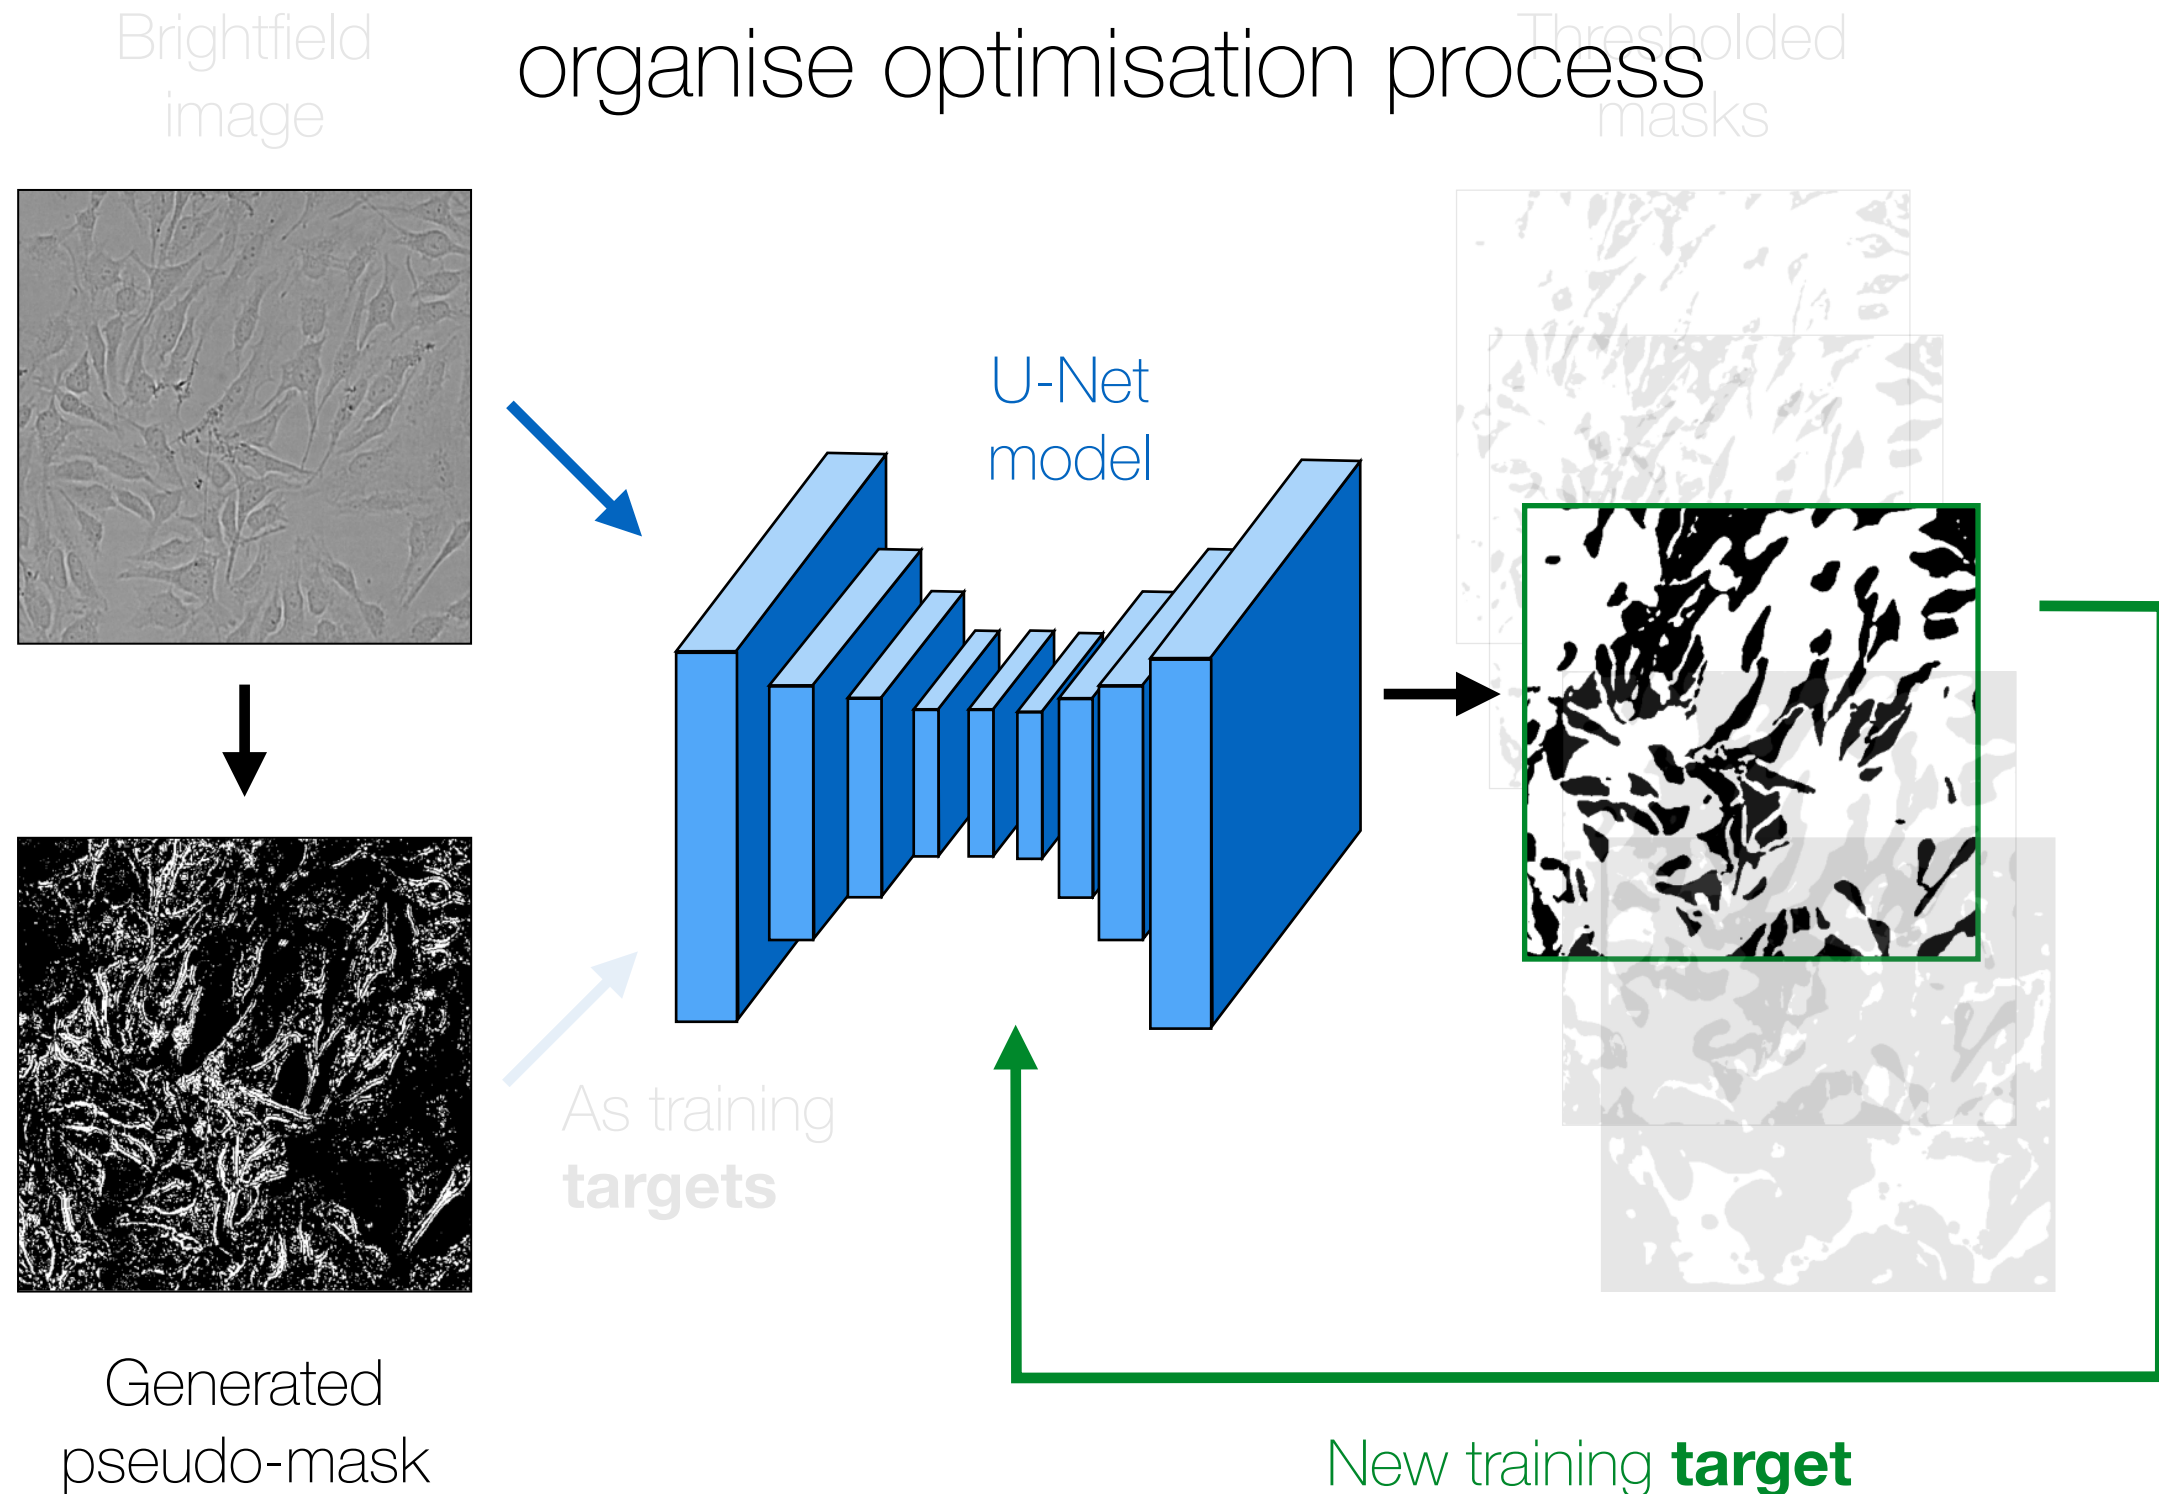 organise optimisation process
Brightfield
image
Thresholded
masks
U-Net
model
As training
targets
Generated
pseudo-mask
New training target